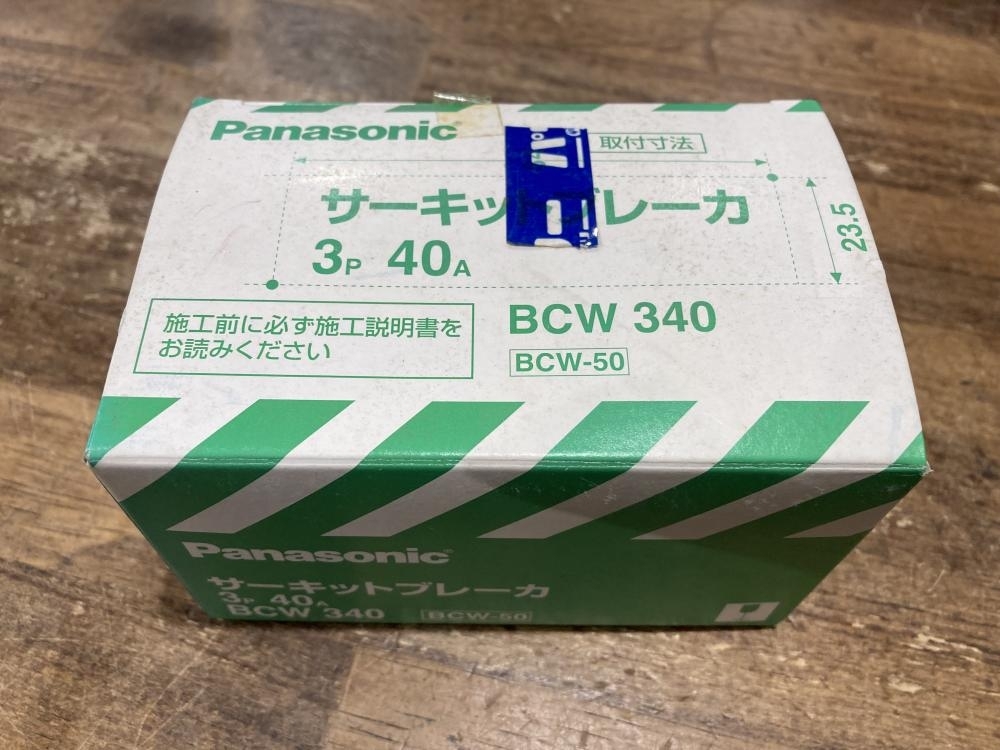 Panasonic
取付寸法
サーキットブレーカ
23.5
3P 40A
BCW 340
BCW-50
施工前に必ず施工説明書を
お読みください
Panasonic
サーキットブレーカ
3P 40A
BCW 340 BCW-50